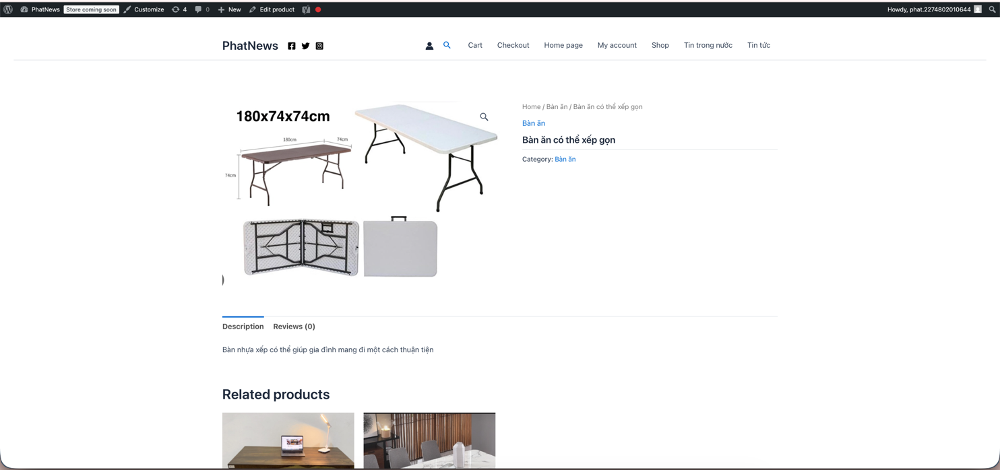 PhatNews Store coming soon Customize 4 0 New Edit product Howdy, phat.2274802010644
PhatNews Cart Checkout Home page My account Shop Tin trong nước Tin tức
180x74x74cm
180cm 74cm
74cm
Home / Bàn ăn / Bàn ăn có thể xếp gọn
Bàn ăn
Bàn ăn có thể xếp gọn
Category: Bàn ăn
Description Reviews (0)
Bàn nhựa xếp có thể giúp gia đình mang đi một cách thuận tiện
Related products